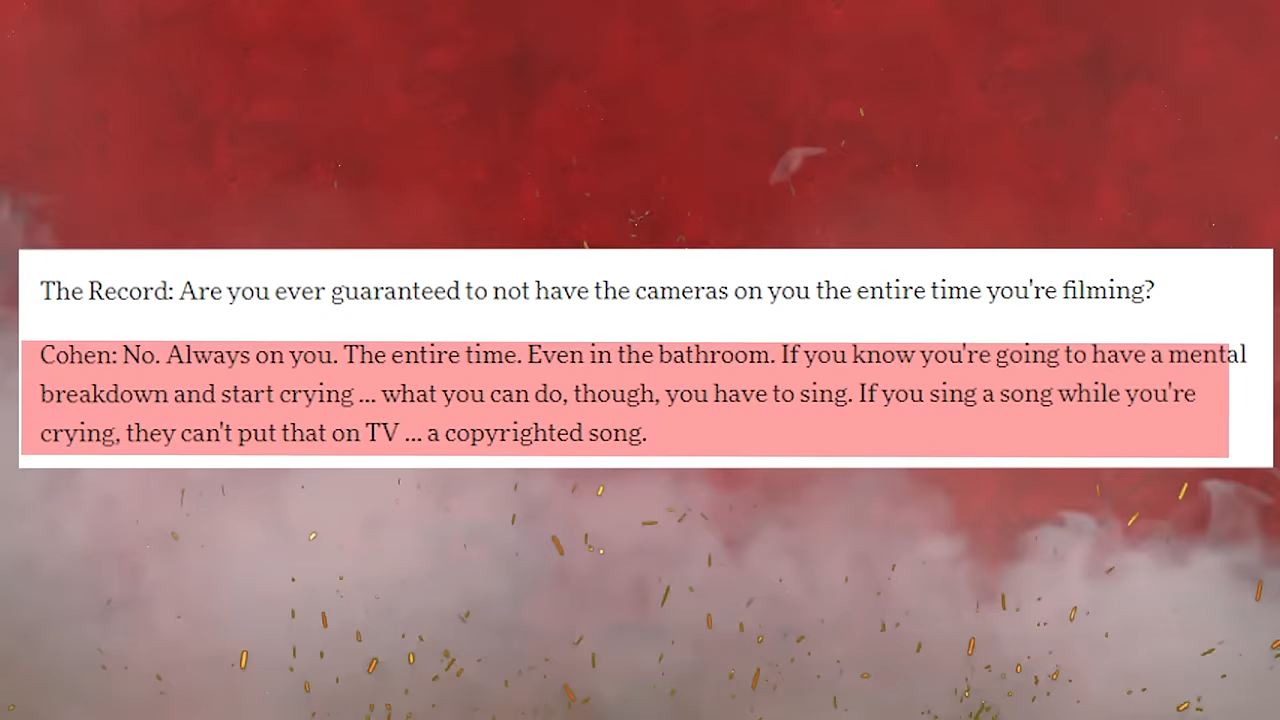 The Record: Are you ever guaranteed to not have the cameras on you the entire time you're filming?
Cohen: No. Always on you. The entire time. Even in the bathroom. If you know you're going to have a mental
breakdown and start crying ... what you can do, though, you have to sing. If you sing a song while you're
crying, they can't put that on TV ... a copyrighted song.